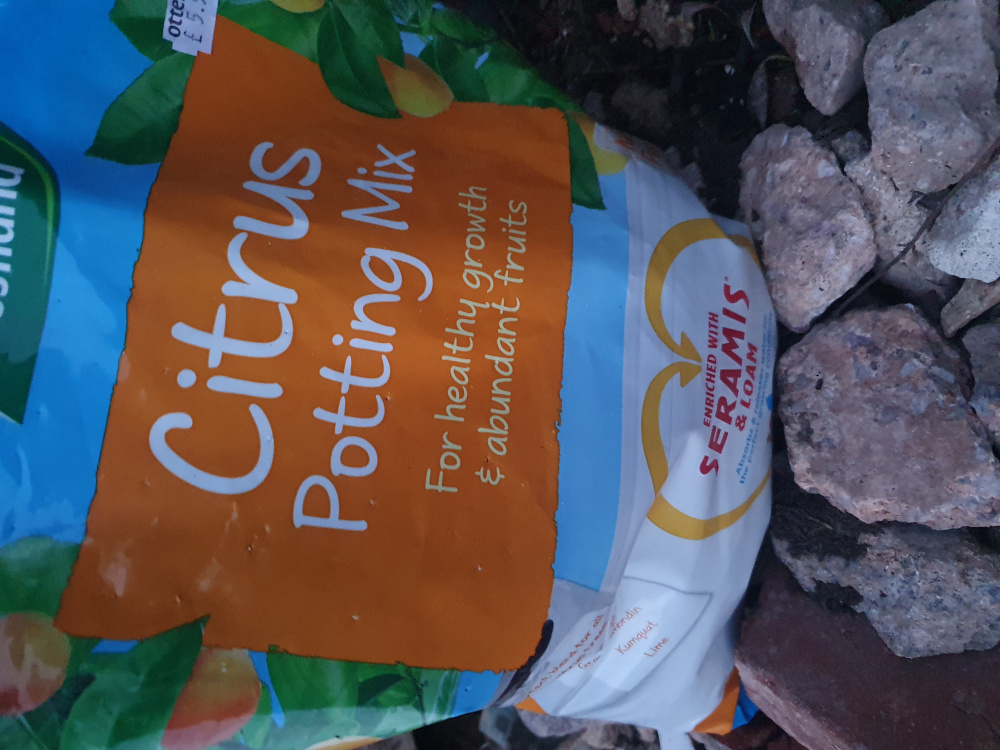 Citrus
Potting Mix
For healthy growth
& abundant fruits
ENRICHED WITH
SERAMIS®
& LOAM
Kumquat
Lime